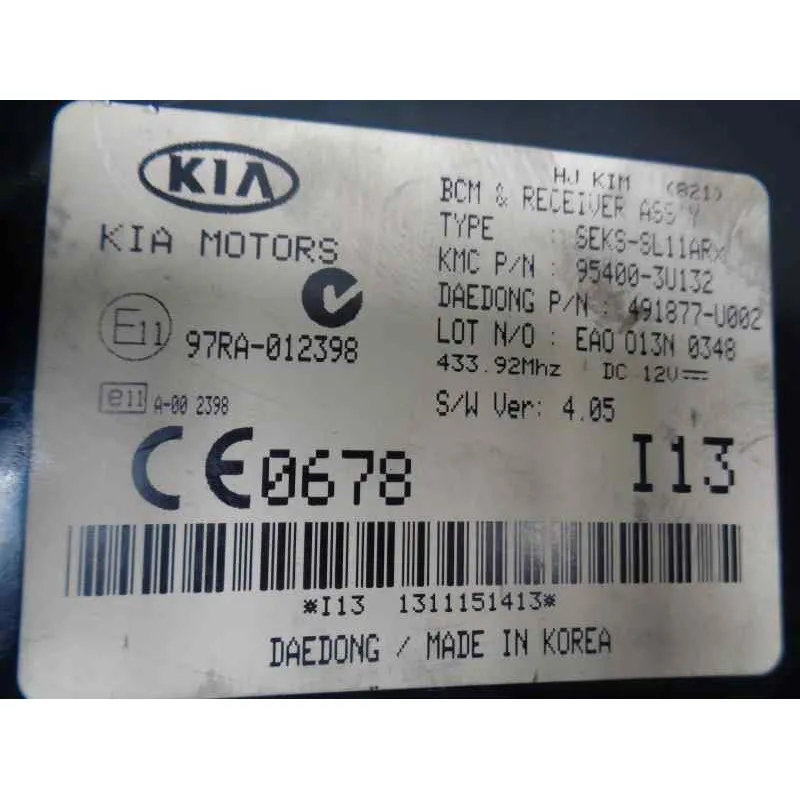 KIA
KIA MOTORS
E11 97RA-012398
e11 A-00 2398
CE0678
HJ KIM (821)
BCM & RECEIVER ASS'Y
TYPE : SEKS-SL11ARX
KMC P/N : 95400-3U132
DAEDONG P/N : 491877-U002
LOT N/O : EAO 013N 0348
433.92Mhz DC 12V
S/W Ver: 4.05
I13
*I13 1311151413*
DAEDONG / MADE IN KOREA